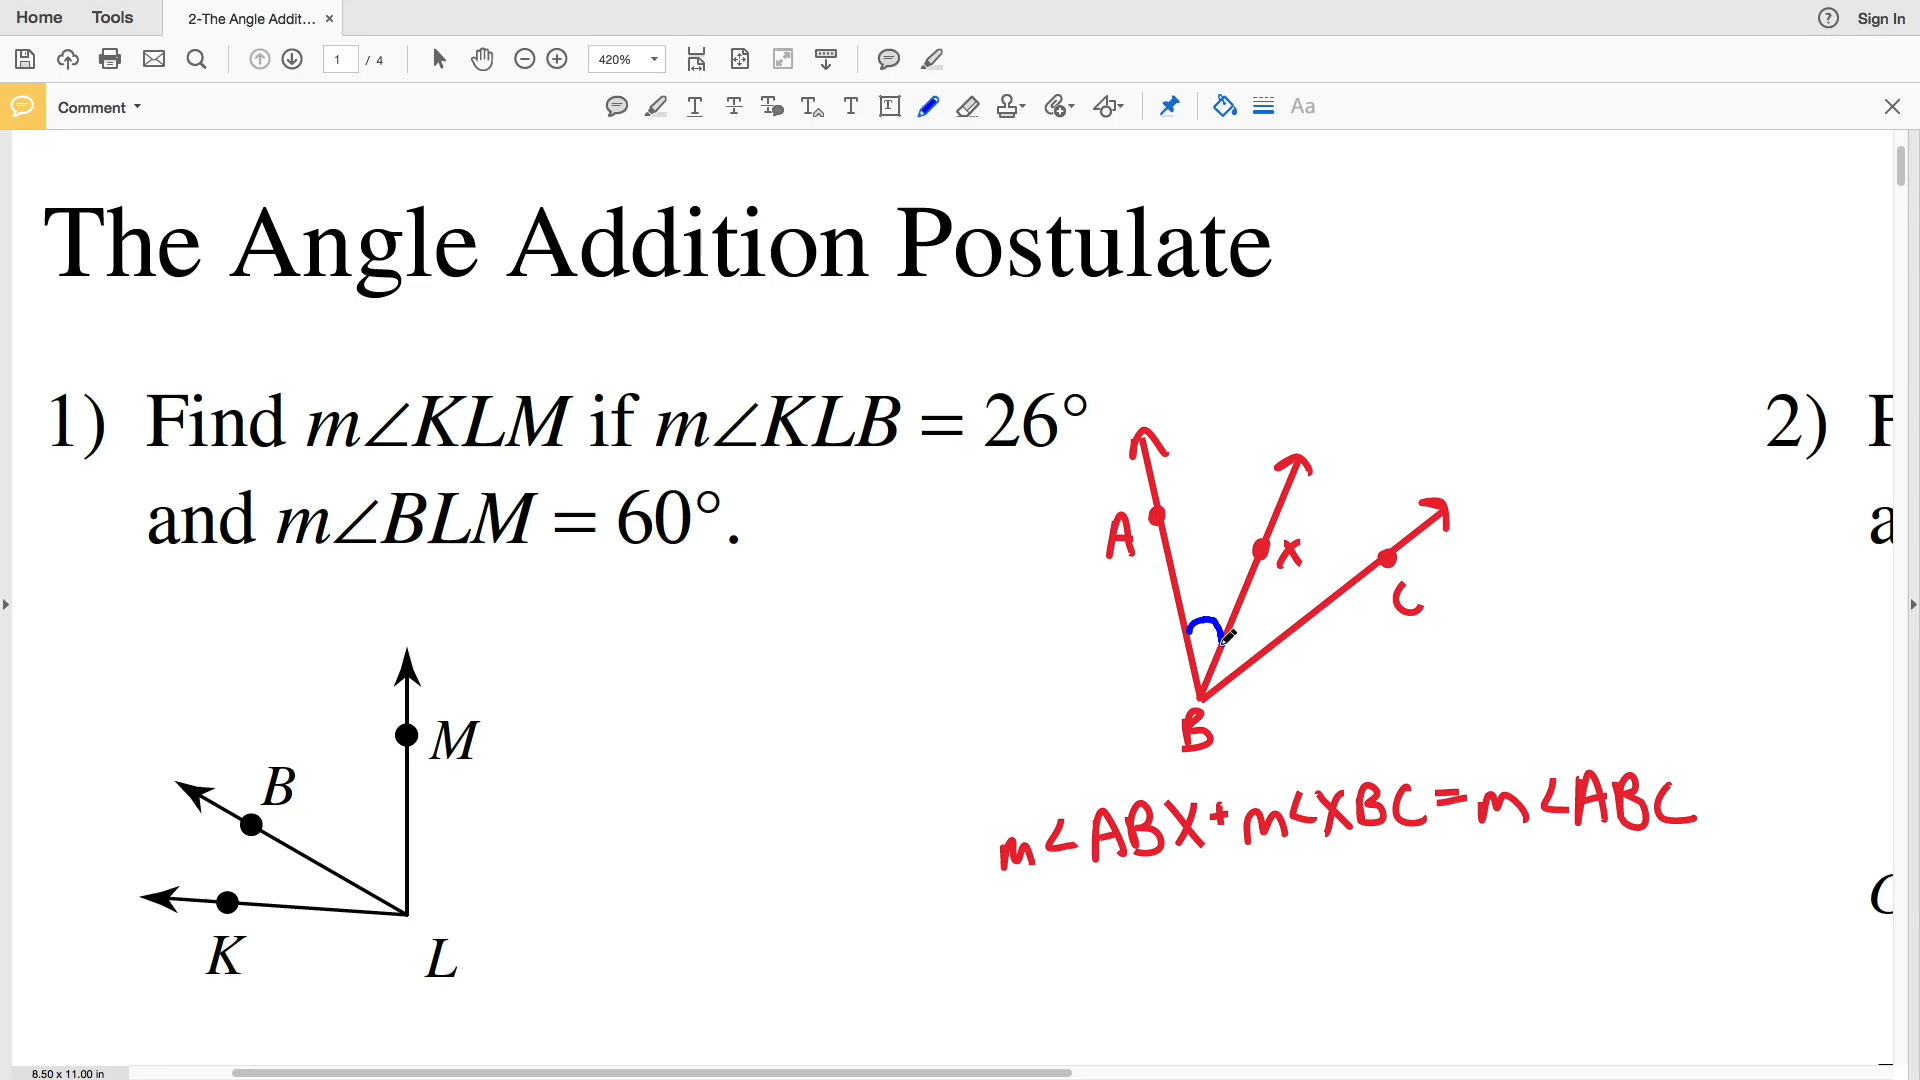 Home Tools 2-The Angle Addit... × Sign In
1 / 4 420%
Comment Aa
The Angle Addition Postulate
1) Find m∠KLM if m∠KLB = 26°
and m∠BLM = 60°.
2) F
a
A
X
C
B
m∠ABX + m∠XBC = m∠ABC
M
B
K
L
8.50 x 11.00 in